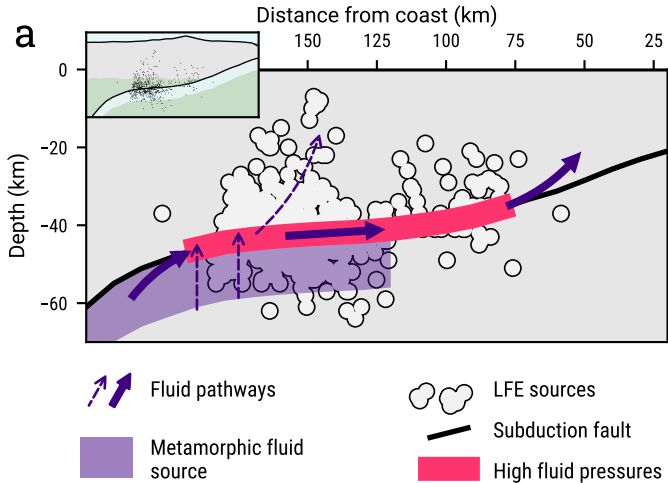 a
Distance from coast (km)
150 125 100 75 50 25
Depth (km)
0
-20
-40
-60
Fluid pathways
Metamorphic fluid
source
LFE sources
Subduction fault
High fluid pressures